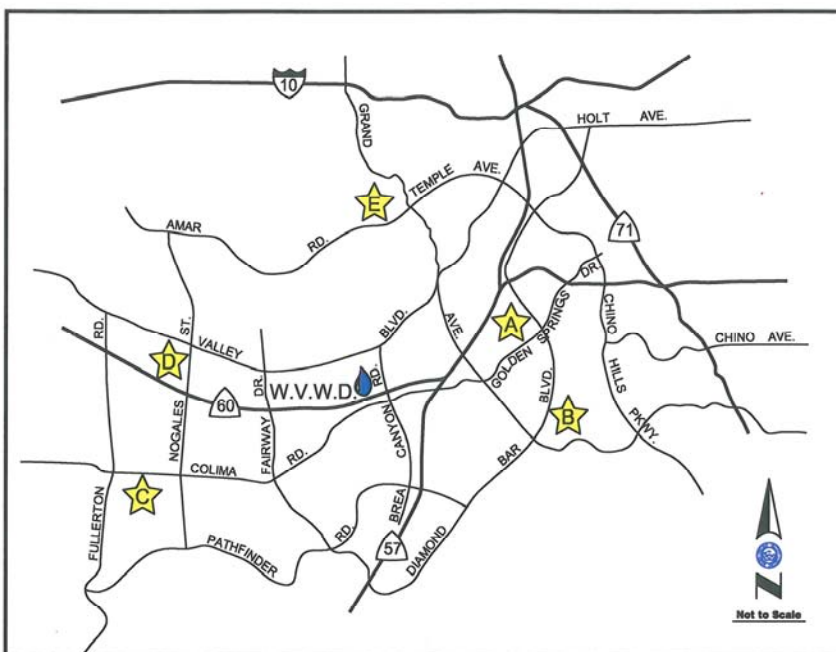 10
GRAND
HOLT AVE.
TEMPLE AVE.
E
AMAR RD.
71
RD.
ST.
VALLEY BLVD.
AVE.
A
GOLDEN SPRINGS DR.
CHINO
CHINO AVE.
D
DR.
W.V.W.D.
RD.
HILLS
60
BLVD.
B
NOGALES
FAIRWAY
CANYON
PKWY.
COLIMA RD.
BAR
C
FULLERTON
BREA
PATHFINDER RD.
57
DIAMOND
N
Not to Scale